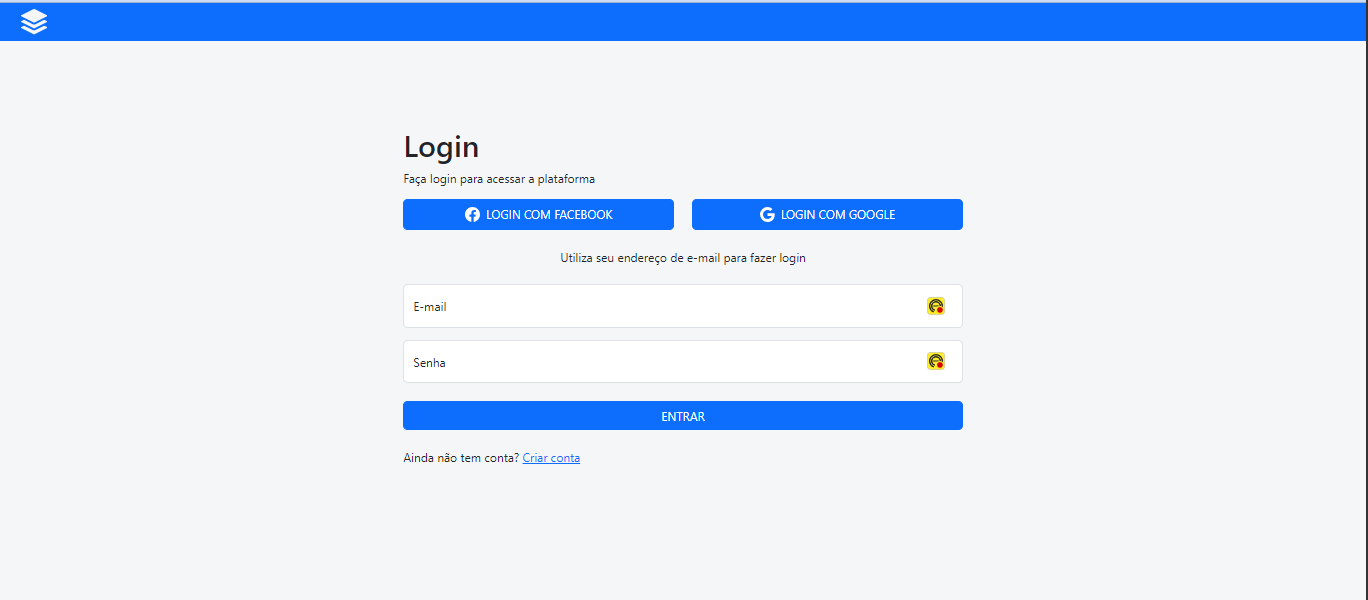 Login
Faça login para acessar a plataforma
LOGIN COM FACEBOOK
LOGIN COM GOOGLE
Utiliza seu endereço de e-mail para fazer login
E-mail
Senha
ENTRAR
Ainda não tem conta? Criar conta